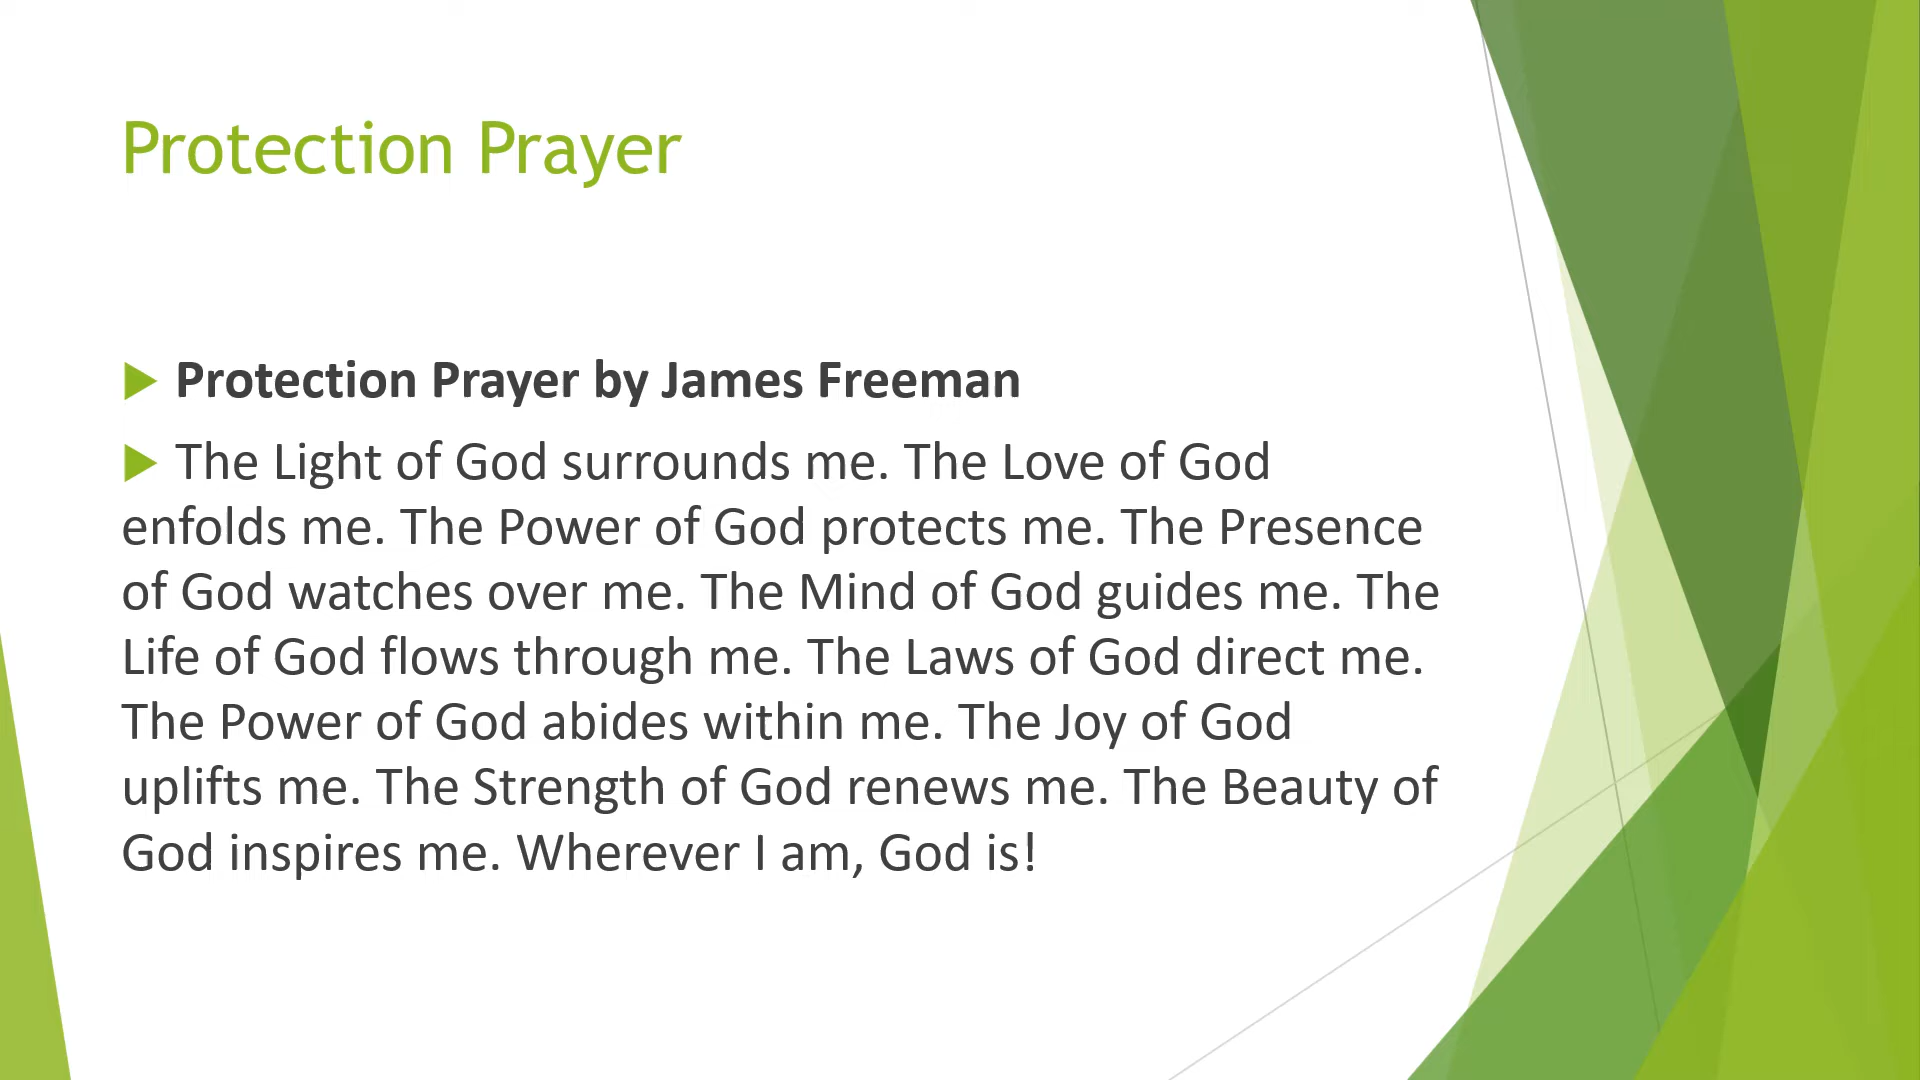 Protection Prayer
Protection Prayer by James Freeman
The Light of God surrounds me. The Love of God
enfolds me. The Power of God protects me. The Presence
of God watches over me. The Mind of God guides me. The
Life of God flows through me. The Laws of God direct me.
The Power of God abides within me. The Joy of God
uplifts me. The Strength of God renews me. The Beauty of
God inspires me. Wherever I am, God is!